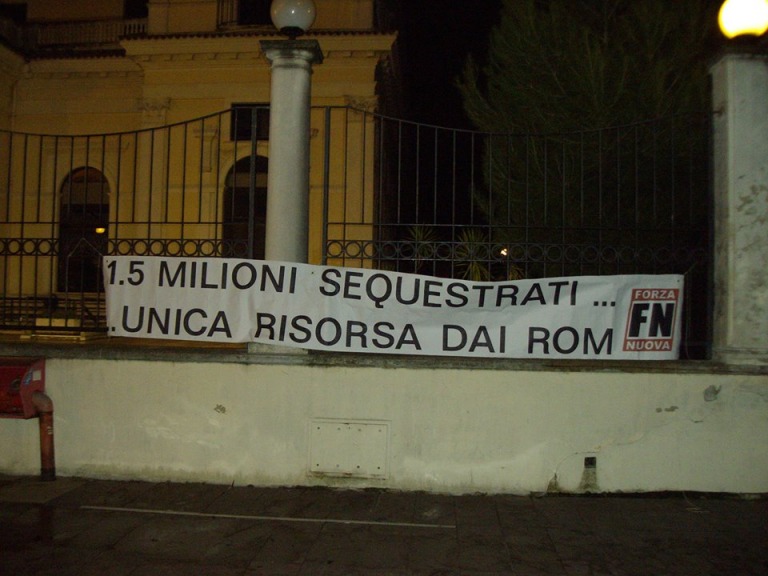 1.5 MILIONI SEQUESTRATI ...
..UNICA RISORSA DAI ROM
FORZA
FN
NUOVA